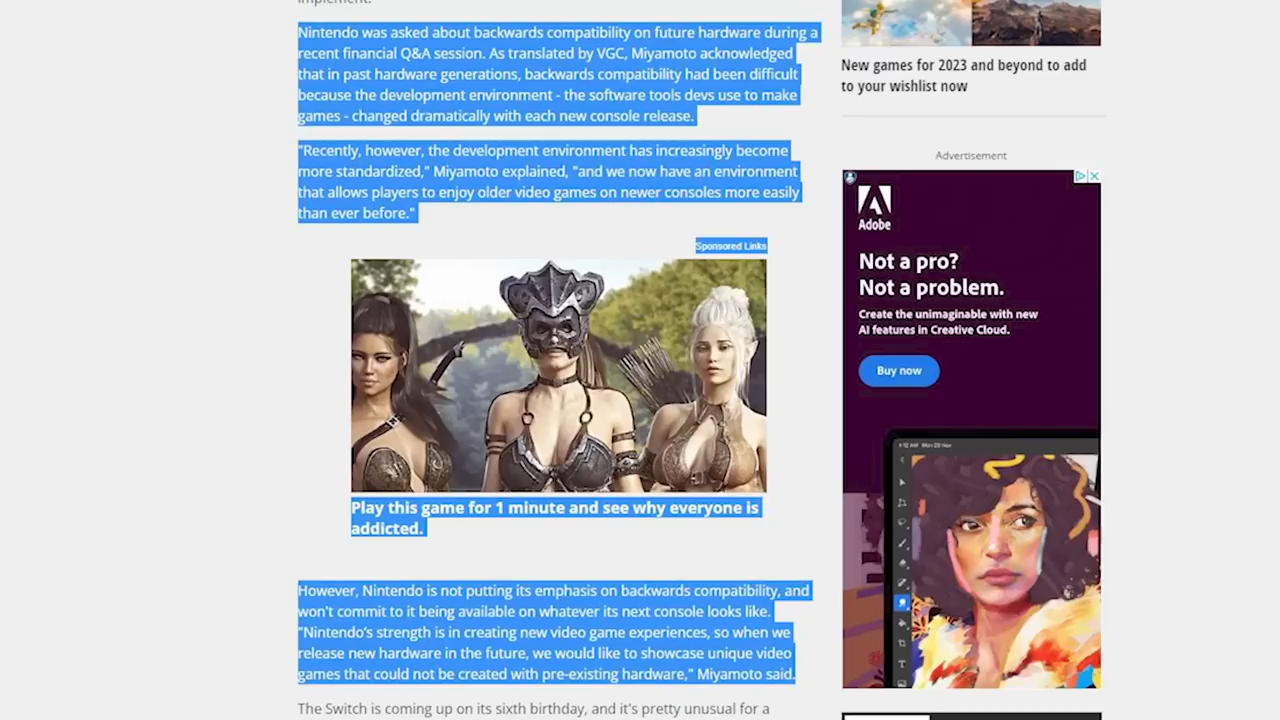 implement.
Nintendo was asked about backwards compatibility on future hardware during a
recent financial Q&A session. As translated by VGC, Miyamoto acknowledged
that in past hardware generations, backwards compatibility had been difficult
because the development environment - the software tools devs use to make
games - changed dramatically with each new console release.
"Recently, however, the development environment has increasingly become
more standardized," Miyamoto explained, "and we now have an environment
that allows players to enjoy older video games on newer consoles more easily
than ever before."
Sponsored Links
Play this game for 1 minute and see why everyone is
addicted.
However, Nintendo is not putting its emphasis on backwards compatibility, and
won't commit to it being available on whatever its next console looks like.
"Nintendo's strength is in creating new video game experiences, so when we
release new hardware in the future, we would like to showcase unique video
games that could not be created with pre-existing hardware," Miyamoto said.
The Switch is coming up on its sixth birthday, and it's pretty unusual for a
New games for 2023 and beyond to add
to your wishlist now
Advertisement
Adobe
Not a pro?
Not a problem.
Create the unimaginable with new
AI features in Creative Cloud.
Buy now